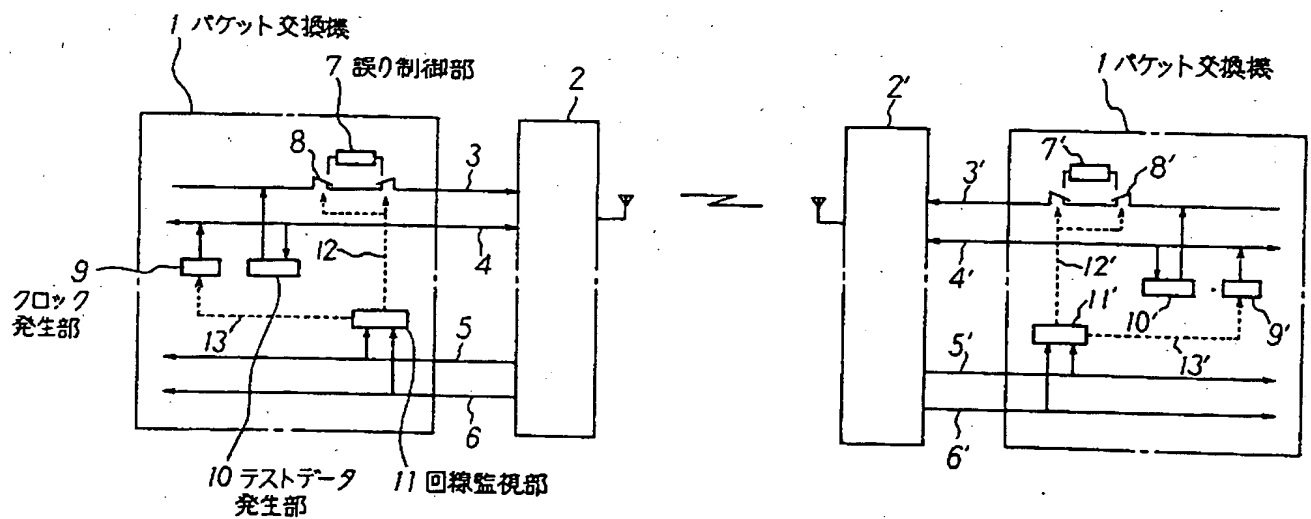 1 パケット交換機
7 誤り制御部
2
8
3
12
4
9
クロック
発生部
13
5
6
10 テストデータ
発生部
11 回線監視部
2'
1 パケット交換機
7'
8'
3'
4'
12'
11'
10'
9'
13'
5'
6'